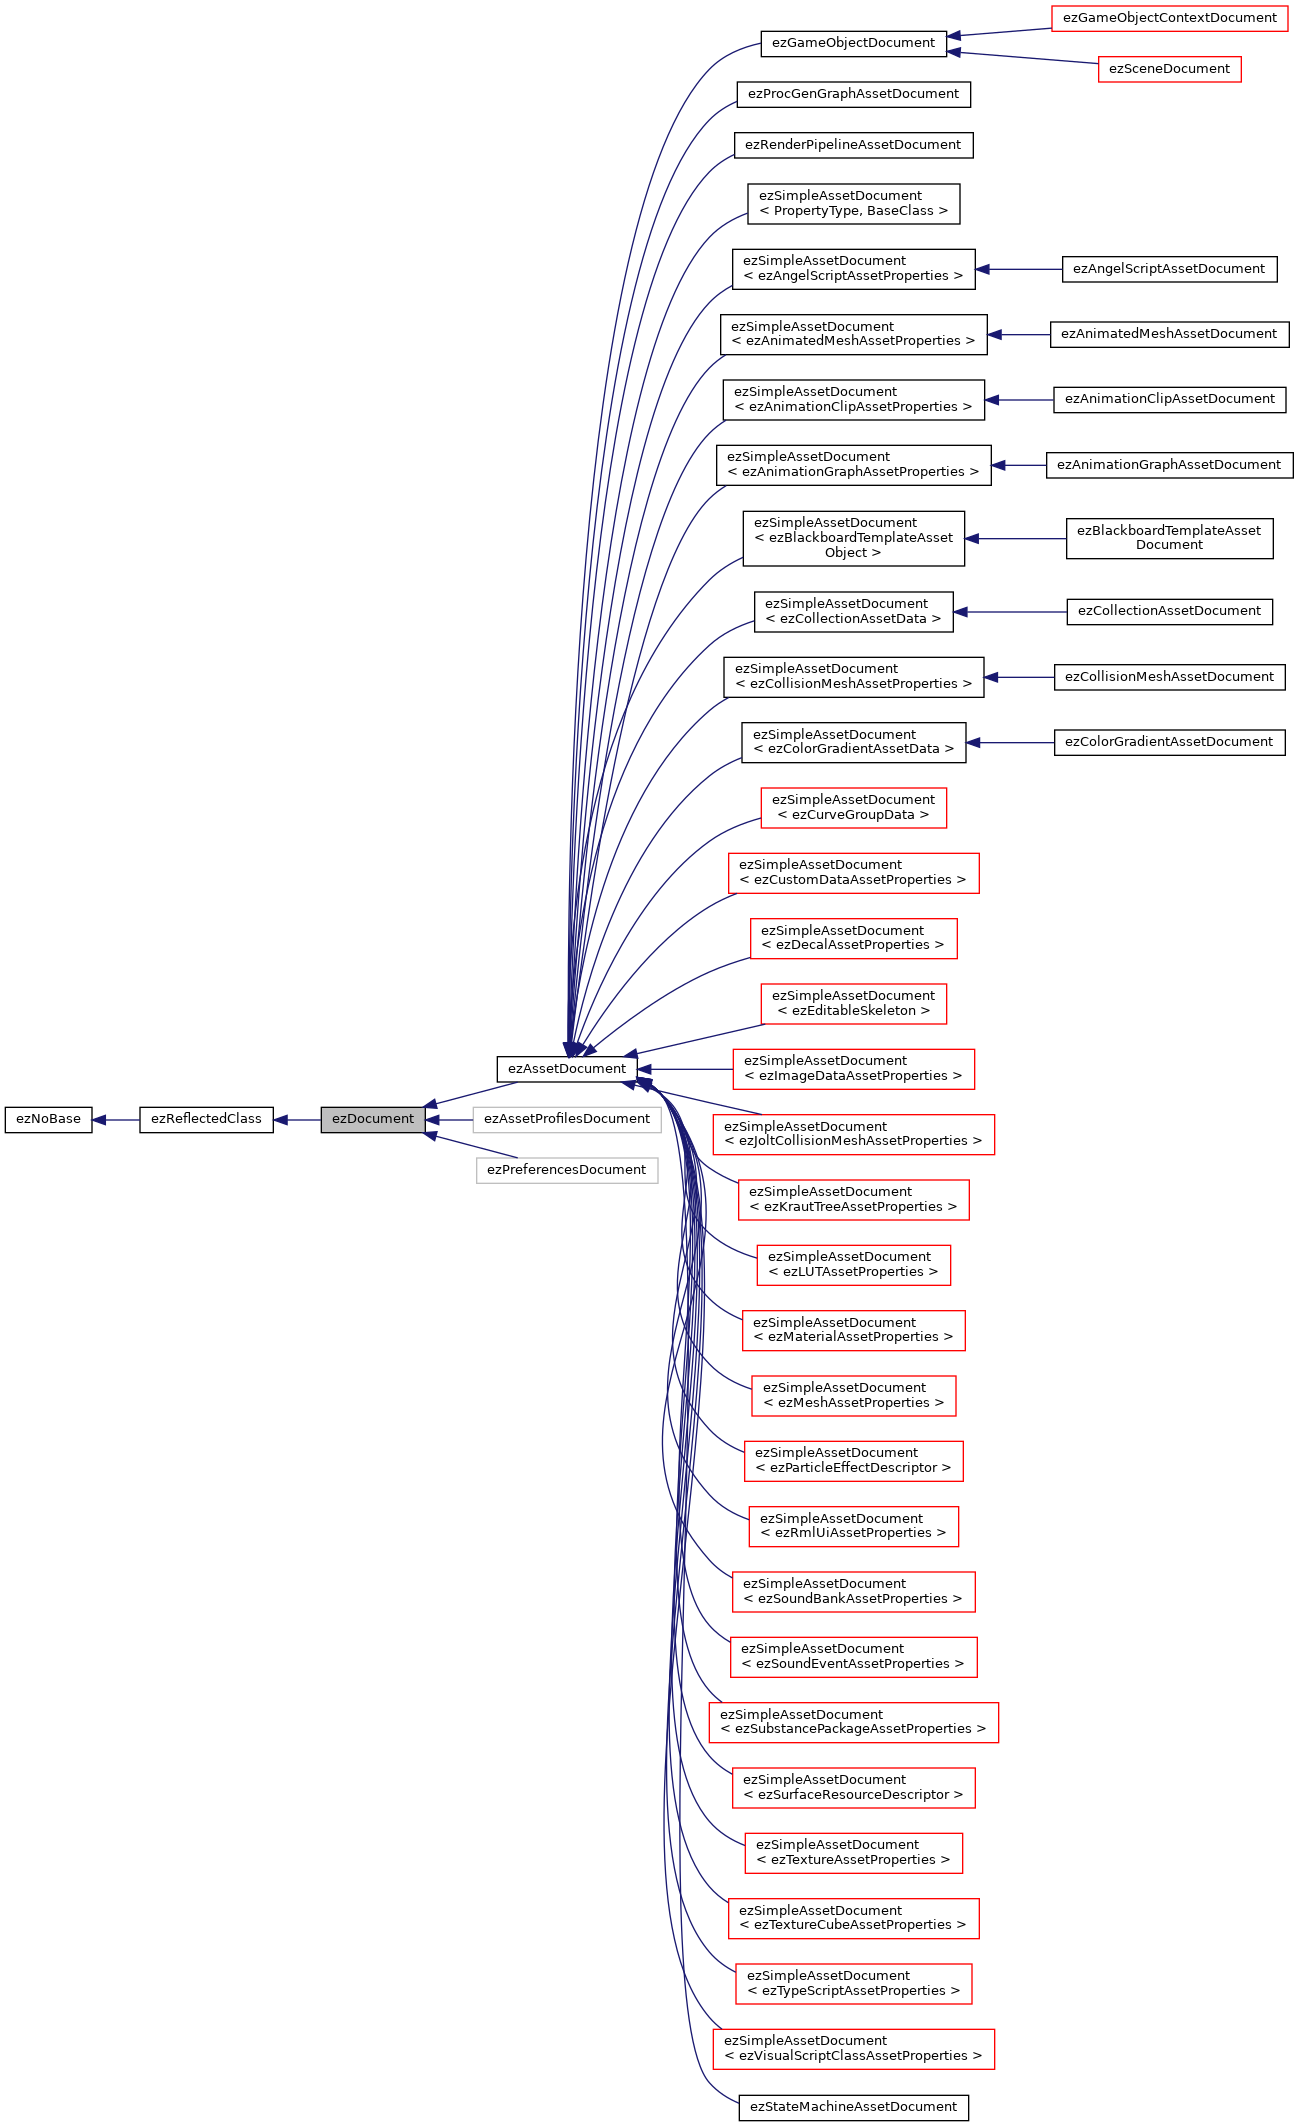 ezGameObjectContextDocument
ezGameObjectDocument
ezSceneDocument
ezProcGenGraphAssetDocument
ezRenderPipelineAssetDocument
ezSimpleAssetDocument
< PropertyType, BaseClass >
ezSimpleAssetDocument
< ezAngelScriptAssetProperties >
ezAngelScriptAssetDocument
ezSimpleAssetDocument
< ezAnimatedMeshAssetProperties >
ezAnimatedMeshAssetDocument
ezSimpleAssetDocument
< ezAnimationClipAssetProperties >
ezAnimationClipAssetDocument
ezSimpleAssetDocument
< ezAnimationGraphAssetProperties >
ezAnimationGraphAssetDocument
ezSimpleAssetDocument
< ezBlackboardTemplateAsset
Object >
ezBlackboardTemplateAsset
Document
ezSimpleAssetDocument
< ezCollectionAssetData >
ezCollectionAssetDocument
ezSimpleAssetDocument
< ezCollisionMeshAssetProperties >
ezCollisionMeshAssetDocument
ezSimpleAssetDocument
< ezColorGradientAssetData >
ezColorGradientAssetDocument
ezSimpleAssetDocument
< ezCurveGroupData >
ezSimpleAssetDocument
< ezCustomDataAssetProperties >
ezSimpleAssetDocument
< ezDecalAssetProperties >
ezSimpleAssetDocument
< ezEditableSkeleton >
ezAssetDocument
ezSimpleAssetDocument
< ezImageDataAssetProperties >
ezNoBase
ezReflectedClass
ezDocument
ezAssetProfilesDocument
ezPreferencesDocument
ezSimpleAssetDocument
< ezJoltCollisionMeshAssetProperties >
ezSimpleAssetDocument
< ezKrautTreeAssetProperties >
ezSimpleAssetDocument
< ezLUTAssetProperties >
ezSimpleAssetDocument
< ezMaterialAssetProperties >
ezSimpleAssetDocument
< ezMeshAssetProperties >
ezSimpleAssetDocument
< ezParticleEffectDescriptor >
ezSimpleAssetDocument
< ezRmlUiAssetProperties >
ezSimpleAssetDocument
< ezSoundBankAssetProperties >
ezSimpleAssetDocument
< ezSoundEventAssetProperties >
ezSimpleAssetDocument
< ezSubstancePackageAssetProperties >
ezSimpleAssetDocument
< ezSurfaceResourceDescriptor >
ezSimpleAssetDocument
< ezTextureAssetProperties >
ezSimpleAssetDocument
< ezTextureCubeAssetProperties >
ezSimpleAssetDocument
< ezTypeScriptAssetProperties >
ezSimpleAssetDocument
< ezVisualScriptClassAssetProperties >
ezStateMachineAssetDocument